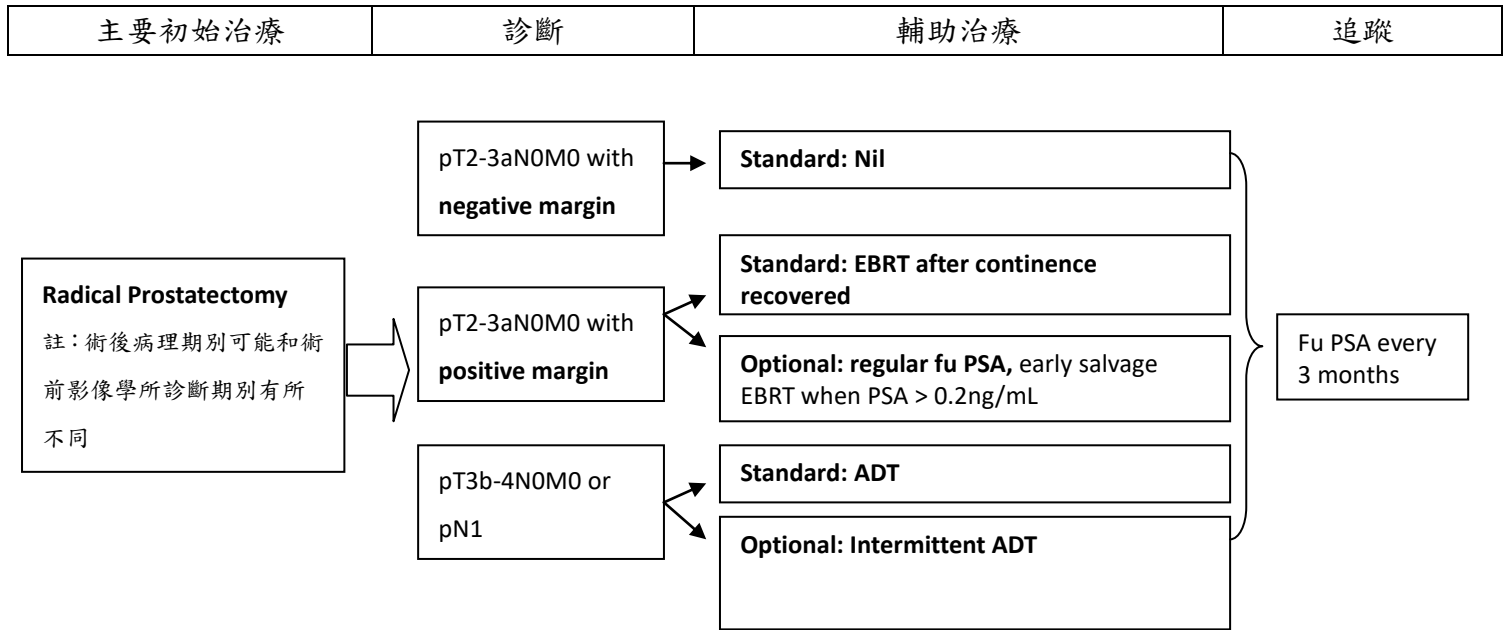 主要初始治療
診斷
輔助治療
追蹤
Radical Prostatectomy
註：術後病理期別可能和術
前影像學所診斷期別有所
不同
pT2-3aN0M0 with
negative margin
Standard: Nil
pT2-3aN0M0 with
positive margin
Standard: EBRT after continence
recovered
Optional: regular fu PSA, early salvage
EBRT when PSA > 0.2ng/mL
pT3b-4N0M0 or
pN1
Standard: ADT
Optional: Intermittent ADT
Fu PSA every
3 months